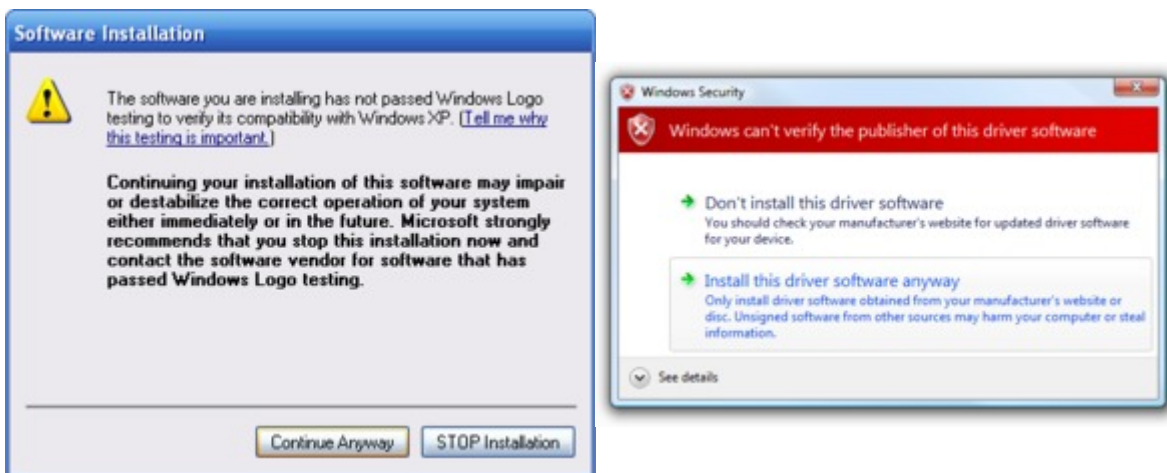 Software Installation
The software you are installing has not passed Windows Logo
testing to verify its compatibility with Windows XP. (Tell me why
this testing is important.)
Continuing your installation of this software may impair
or destabilize the correct operation of your system
either immediately or in the future. Microsoft strongly
recommends that you stop this installation now and
contact the software vendor for software that has
passed Windows Logo testing.
Continue Anyway
STOP Installation
Windows Security
Windows can't verify the publisher of this driver software
Don't install this driver software
You should check your manufacturer's website for updated driver software
for your device.
Install this driver software anyway
Only install driver software obtained from your manufacturer's website or
disc. Unsigned software from other sources may harm your computer or steal
information.
See details